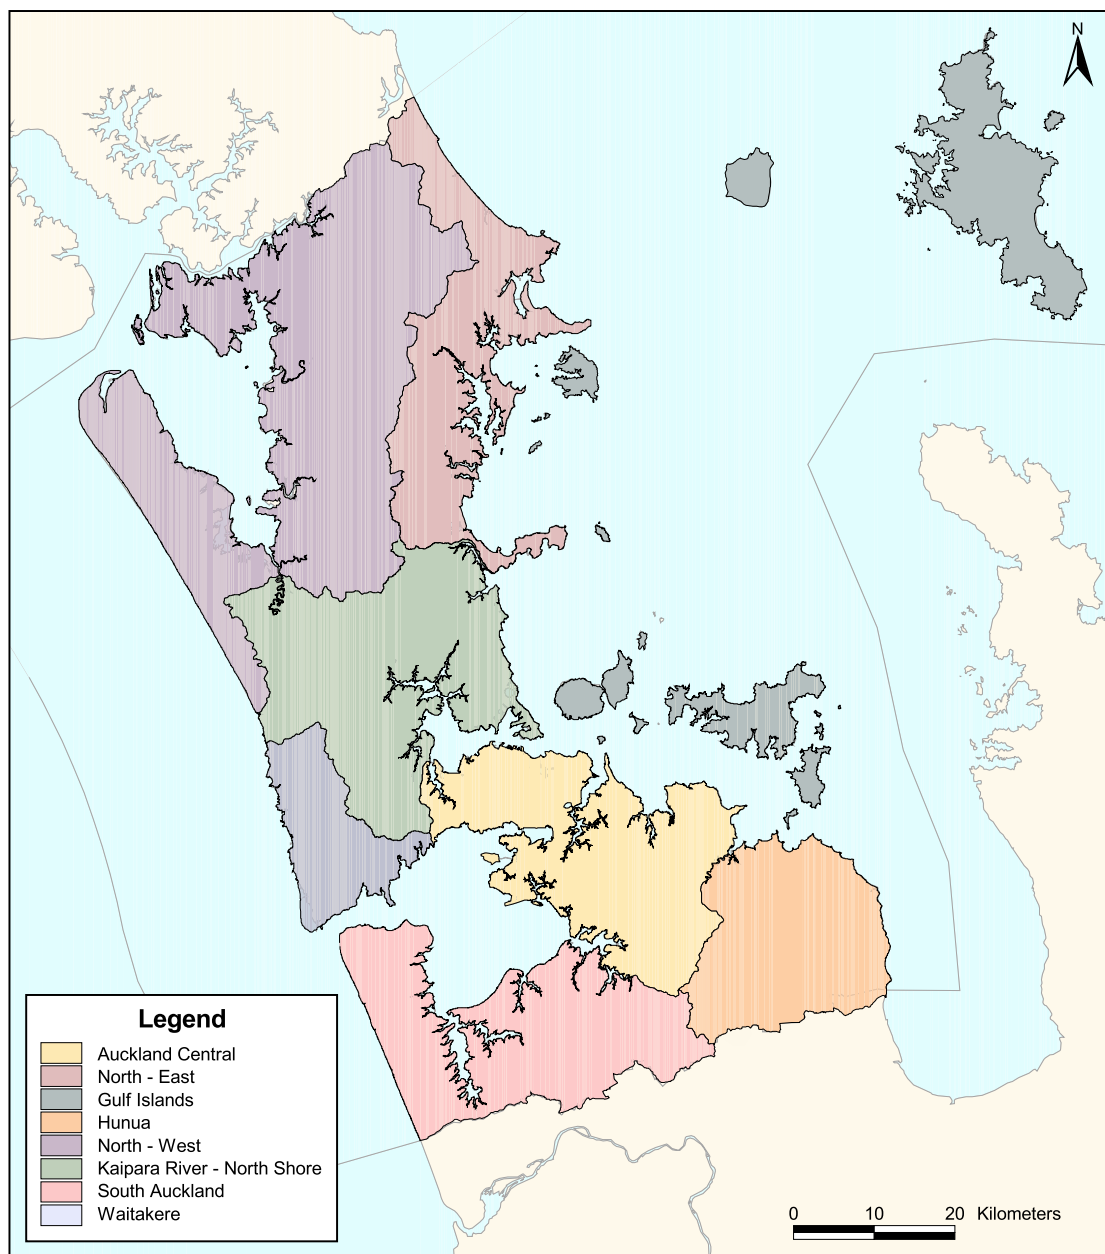 N
Legend
Auckland Central
North - East
Gulf Islands
Hunua
North - West
Kaipara River - North Shore
South Auckland
Waitakere
0 10 20 Kilometers